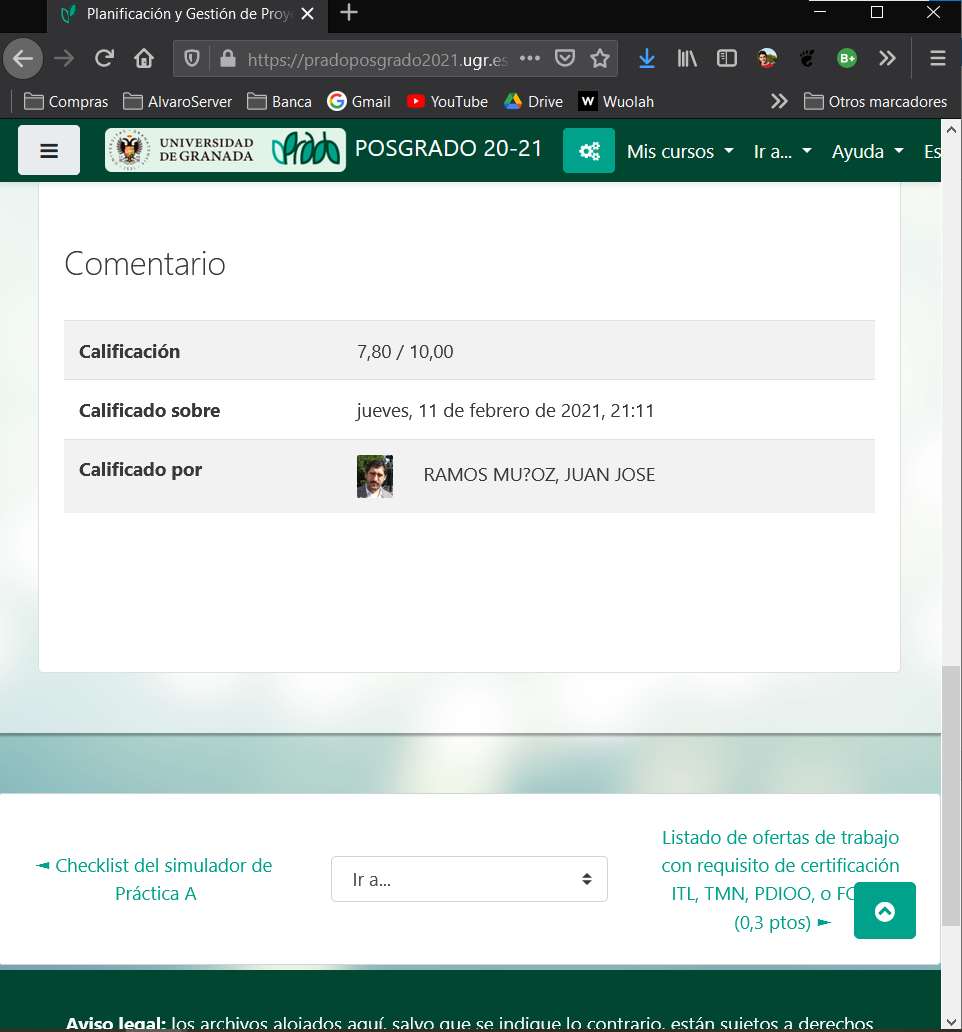 Planificación y Gestión de Proye
https://pradoposgrado2021.ugr.es
Compras AlvaroServer Banca Gmail YouTube Drive W Wuolah Otros marcadores
UNIVERSIDAD
DE GRANADA
Prado
POSGRADO 20-21 Mis cursos Ir a... Ayuda Es
Comentario
Calificación 7,80 / 10,00
Calificado sobre jueves, 11 de febrero de 2021, 21:11
Calificado por RAMOS MU?OZ, JUAN JOSE
◄ Checklist del simulador de
Práctica A
Ir a...
Listado de ofertas de trabajo
con requisito de certificación
ITL, TMN, PDIOO, o FC
(0,3 ptos) ►
Aviso legal: los archivos alojados aquí, salvo que se indique lo contrario, están sujetos a derechos